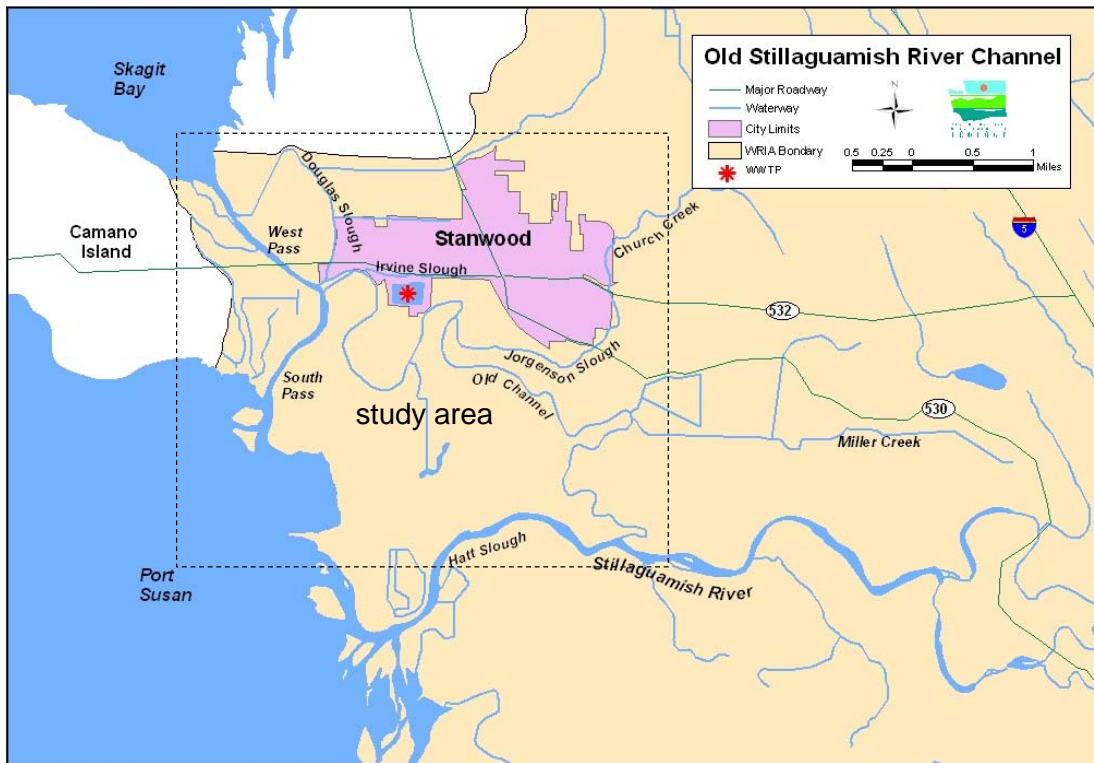 Old Stillaguamish River Channel
Major Roadway
Waterway
City Limits
WRIA Bondary
WWTP
N
0.5 0.25 0 0.5 1
Miles
Skagit
Bay
Douglas Slough
Camano
Island
West
Pass
Stanwood
Church Creek
Irvine Slough
5
532
South
Pass
Jorgenson Slough
Old Channel
study area
530
Miller Creek
Hatt Slough
Stillaguamish River
Port
Susan